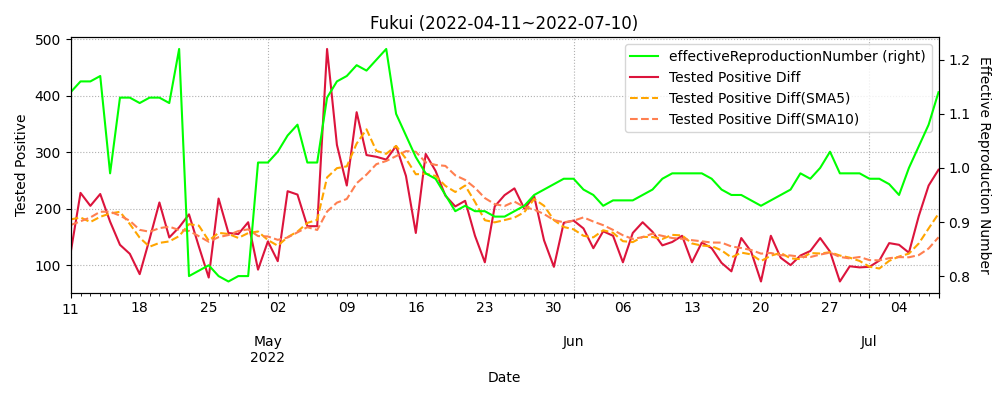 Fukui (2022-04-11~2022-07-10)
effectiveReproductionNumber (right)
Tested Positive Diff
Tested Positive Diff(SMA5)
Tested Positive Diff(SMA10)
Tested Positive
500
400
300
200
100
Effective Reproduction Number
1.2
1.1
1.0
0.9
0.8
11 18 25 02 09 16 23 30 06 13 20 27 04
May Jun Jul
2022
Date